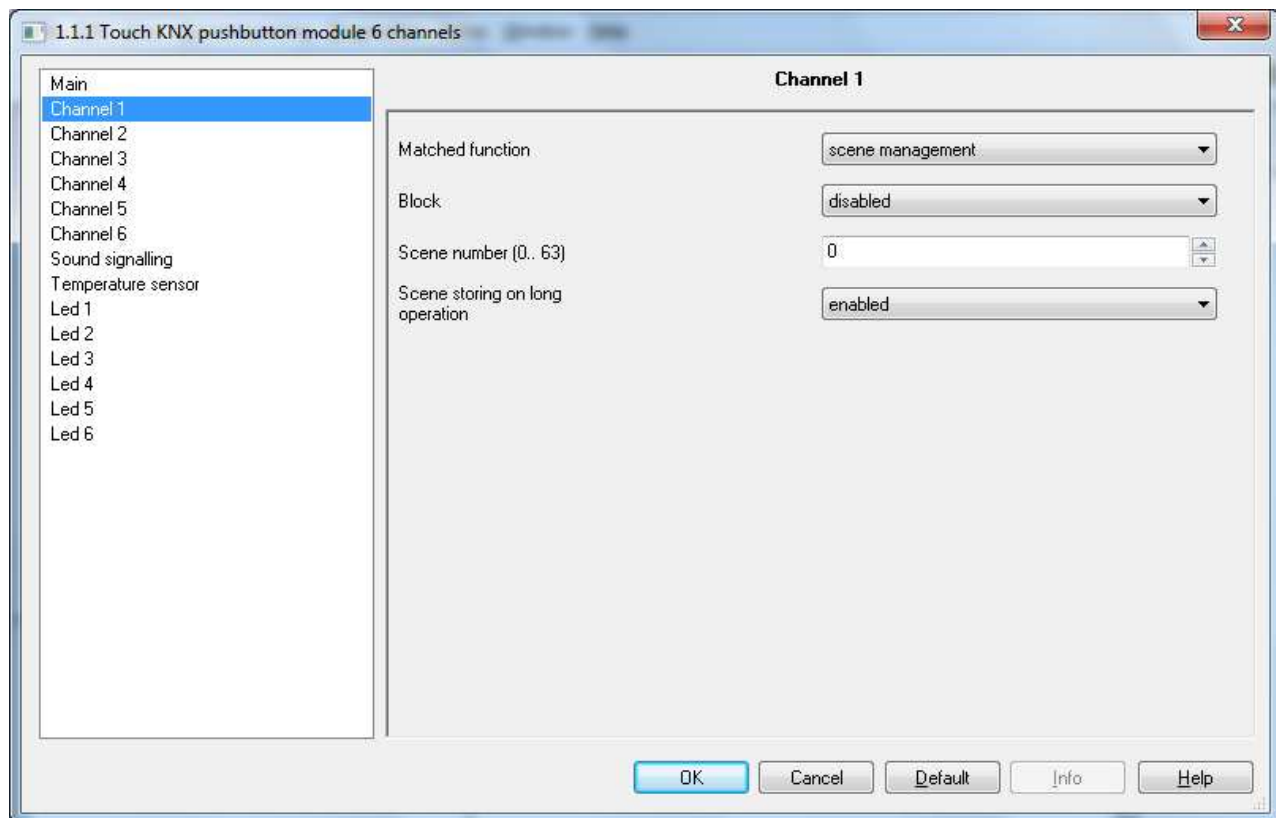 1.1.1 Touch KNX pushbutton module 6 channels
Main
Channel 1
Channel 2
Channel 3
Channel 4
Channel 5
Channel 6
Sound signalling
Temperature sensor
Led 1
Led 2
Led 3
Led 4
Led 5
Led 6
Channel 1
Matched function
scene management
Block
disabled
Scene number (0.. 63)
0
Scene storing on long
operation
enabled
OK
Cancel
Default
Info
Help